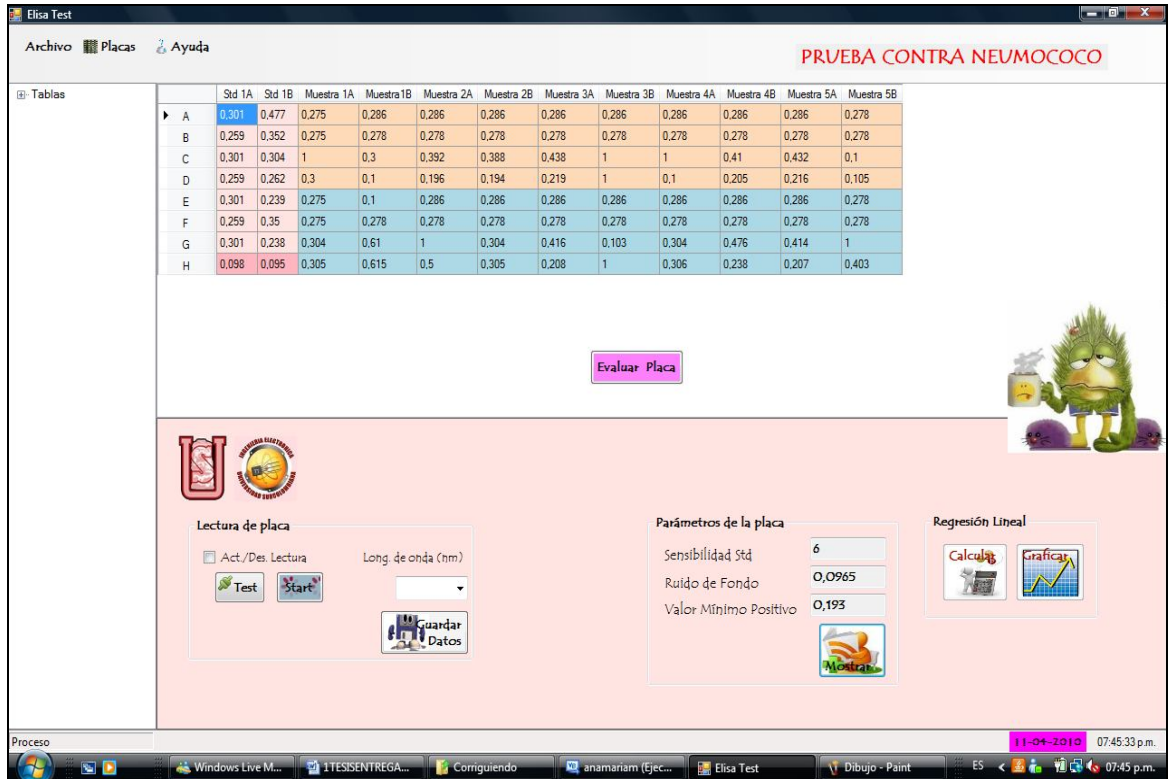 Elisa Test
Archivo Placas Ayuda
PRUEBA CONTRA NEUMOCOCO
Tablas
Std 1A Std 1B Muestra 1A Muestra1B Muestra 2A Muestra 2B Muestra 3A Muestra 3B Muestra 4A Muestra 4B Muestra 5A Muestra 5B
A 0,301 0,477 0,275 0,286 0,286 0,286 0,286 0,286 0,286 0,286 0,286 0,278
B 0,259 0,352 0,275 0,278 0,278 0,278 0,278 0,278 0,278 0,278 0,278 0,278
C 0,301 0,304 1 0,3 0,392 0,388 0,438 1 1 0,41 0,432 0,1
D 0,259 0,262 0,3 0,1 0,196 0,194 0,219 1 0,1 0,205 0,216 0,105
E 0,301 0,239 0,275 0,1 0,286 0,286 0,286 0,286 0,286 0,286 0,286 0,278
F 0,259 0,35 0,275 0,278 0,278 0,278 0,278 0,278 0,278 0,278 0,278 0,278
G 0,301 0,238 0,304 0,61 1 0,304 0,416 0,103 0,304 0,476 0,414 1
H 0,098 0,095 0,305 0,615 0,5 0,305 0,208 1 0,306 0,238 0,207 0,403
Evaluar Placa
INGENIERIA ELECTRONICA
UNIVERSIDAD SURCOLOMBIANA
Lectura de placa
Act./Des. Lectura Long. de onda (nm)
Test Start
Guardar
Datos
Parámetros de la placa
Sensibilidad Std 6
Ruido de Fondo 0,0965
Valor Mínimo Positivo 0,193
Mostrar
Regresión Lineal
Calcular Graficar
Proceso
11-04-2010 07:45:33 p.m.
Windows Live M... 1TESISENTREGA... Corriguiendo anamariam (Ejec... Elisa Test Dibujo - Paint ES 07:45 p.m.